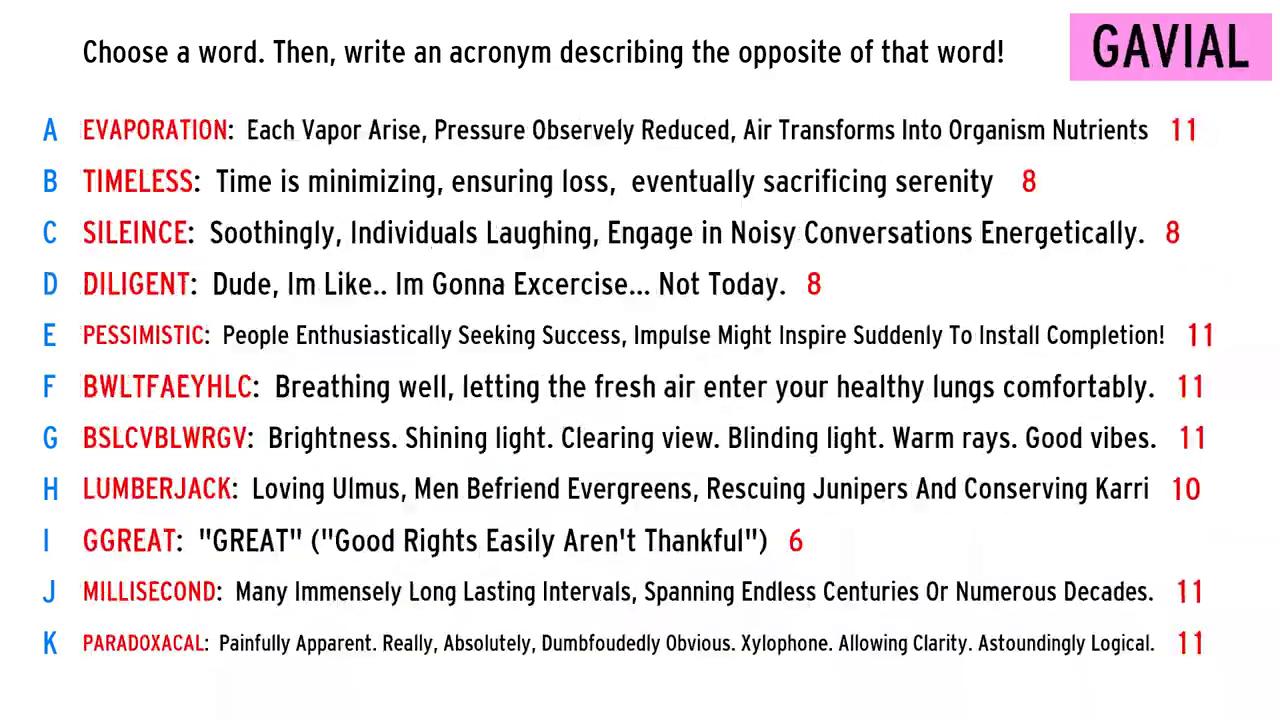 Choose a word. Then, write an acronym describing the opposite of that word!
GAVIAL
A EVAPORATION: Each Vapor Arise, Pressure Observely Reduced, Air Transforms Into Organism Nutrients 11
B TIMELESS: Time is minimizing, ensuring loss, eventually sacrificing serenity 8
C SILEINCE: Soothingly, Individuals Laughing, Engage in Noisy Conversations Energetically. 8
D DILIGENT: Dude, Im Like.. Im Gonna Excercise... Not Today. 8
E PESSIMISTIC: People Enthusiastically Seeking Success, Impulse Might Inspire Suddenly To Install Completion! 11
F BWLTFAEYHLC: Breathing well, letting the fresh air enter your healthy lungs comfortably. 11
G BSLCVBLWRGV: Brightness. Shining light. Clearing view. Blinding light. Warm rays. Good vibes. 11
H LUMBERJACK: Loving Ulmus, Men Befriend Evergreens, Rescuing Junipers And Conserving Karri 10
I GGREAT: "GREAT" ("Good Rights Easily Aren't Thankful") 6
J MILLISECOND: Many Immensely Long Lasting Intervals, Spanning Endless Centuries Or Numerous Decades. 11
K PARADOXACAL: Painfully Apparent. Really, Absolutely, Dumbfoudedly Obvious. Xylophone. Allowing Clarity. Astoundingly Logical. 11